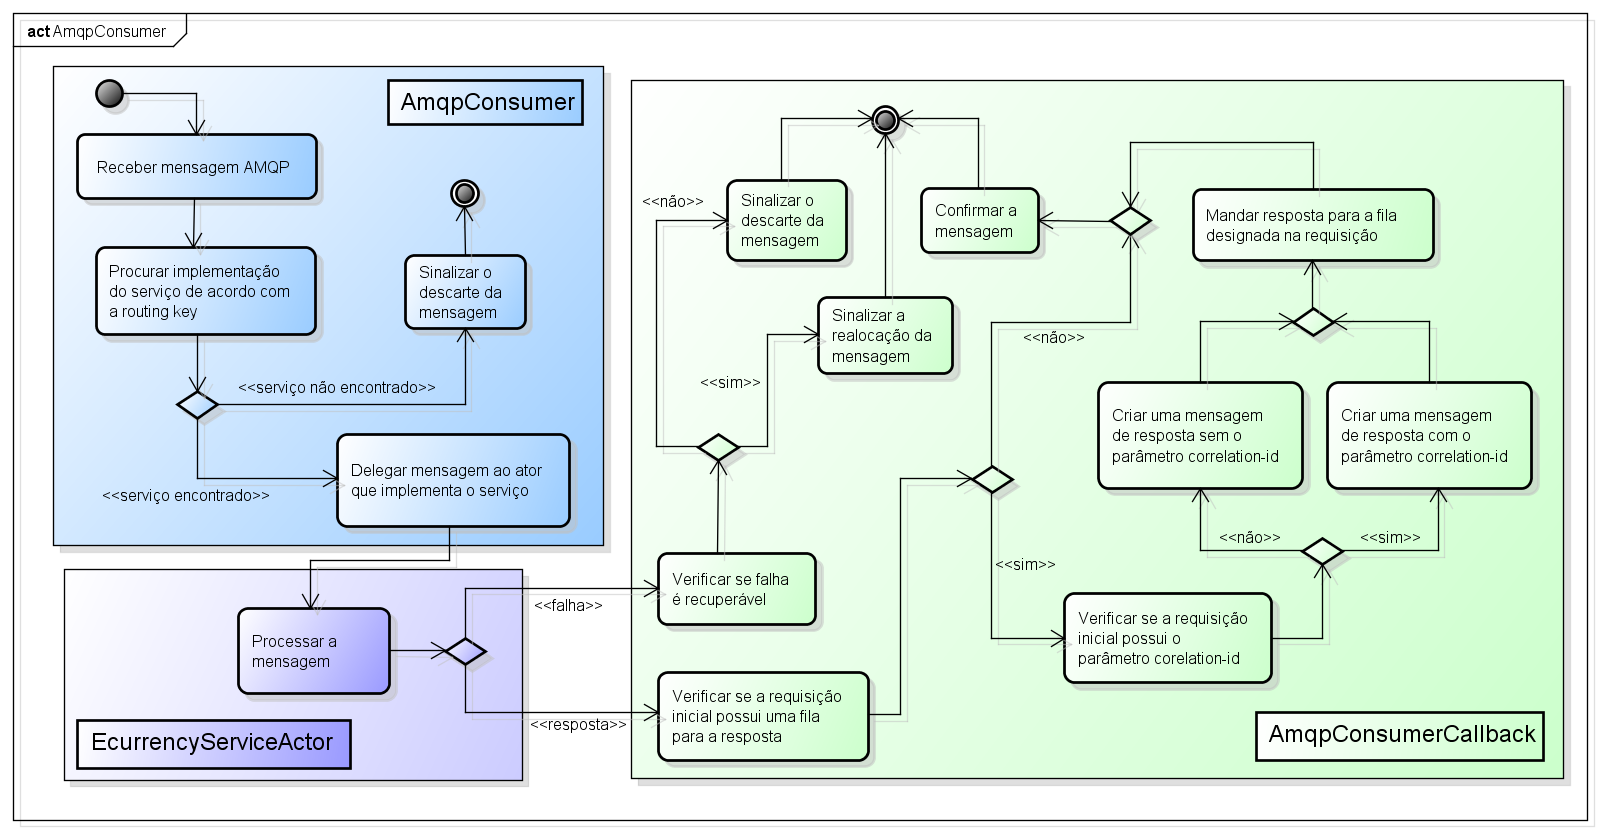 act AmqpConsumer
AmqpConsumer
Receber mensagem AMQP
Procurar implementação
do serviço de acordo com
a routing key
Sinalizar o
descarte da
mensagem
<<serviço não encontrado>>
<<serviço encontrado>>
Delegar mensagem ao ator
que implementa o serviço
Processar a
mensagem
EcurrencyServiceActor
<<falha>>
<<resposta>>
<<não>>
Sinalizar o
descarte da
mensagem
Sinalizar a
realocação da
mensagem
<<sim>>
Verificar se falha
é recuperável
Verificar se a requisição
inicial possui uma fila
para a resposta
Confirmar a
mensagem
<<não>>
<<sim>>
Mandar resposta para a fila
designada na requisição
Criar uma mensagem
de resposta sem o
parâmetro correlation-id
Criar uma mensagem
de resposta com o
parâmetro correlation-id
<<não>>
<<sim>>
Verificar se a requisição
inicial possui o
parâmetro corelation-id
AmqpConsumerCallback